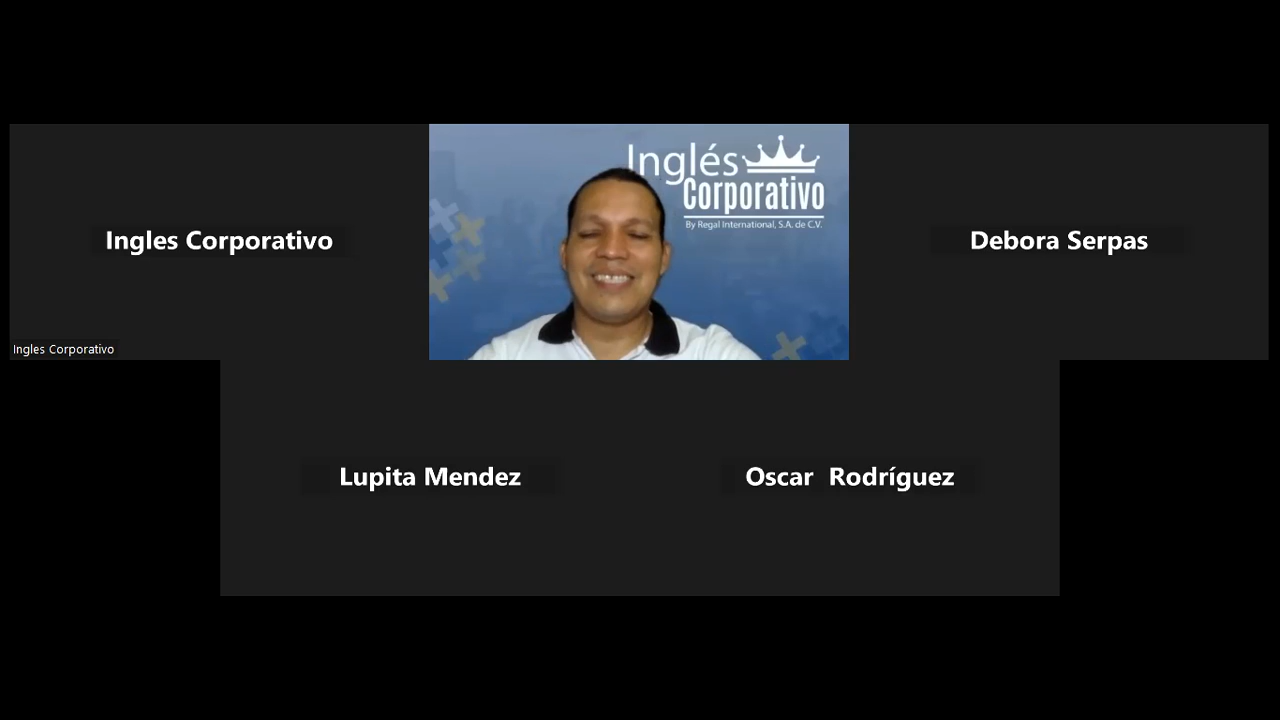 Ingles Corporativo
Inglés
Corporativo
By Regal International, S.A. de C.V.
Debora Serpas
Ingles Corporativo
Lupita Mendez
Oscar  Rodríguez